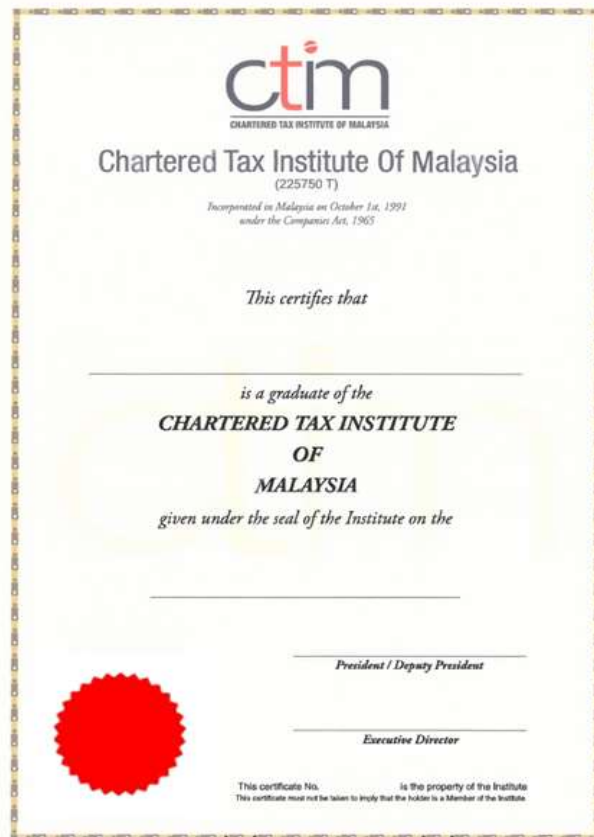 ctim
CHARTERED TAX INSTITUTE OF MALAYSIA
Chartered Tax Institute Of Malaysia
(225750 T)
Incorporated in Malaysia on October 1st, 1991
under the Companies Act, 1965
This certifies that
is a graduate of the
CHARTERED TAX INSTITUTE
OF
MALAYSIA
given under the seal of the Institute on the
President / Deputy President
Executive Director
This certificate No. is the property of the Institute
This certificate must not be taken to imply that the holder is a Member of the Institute.